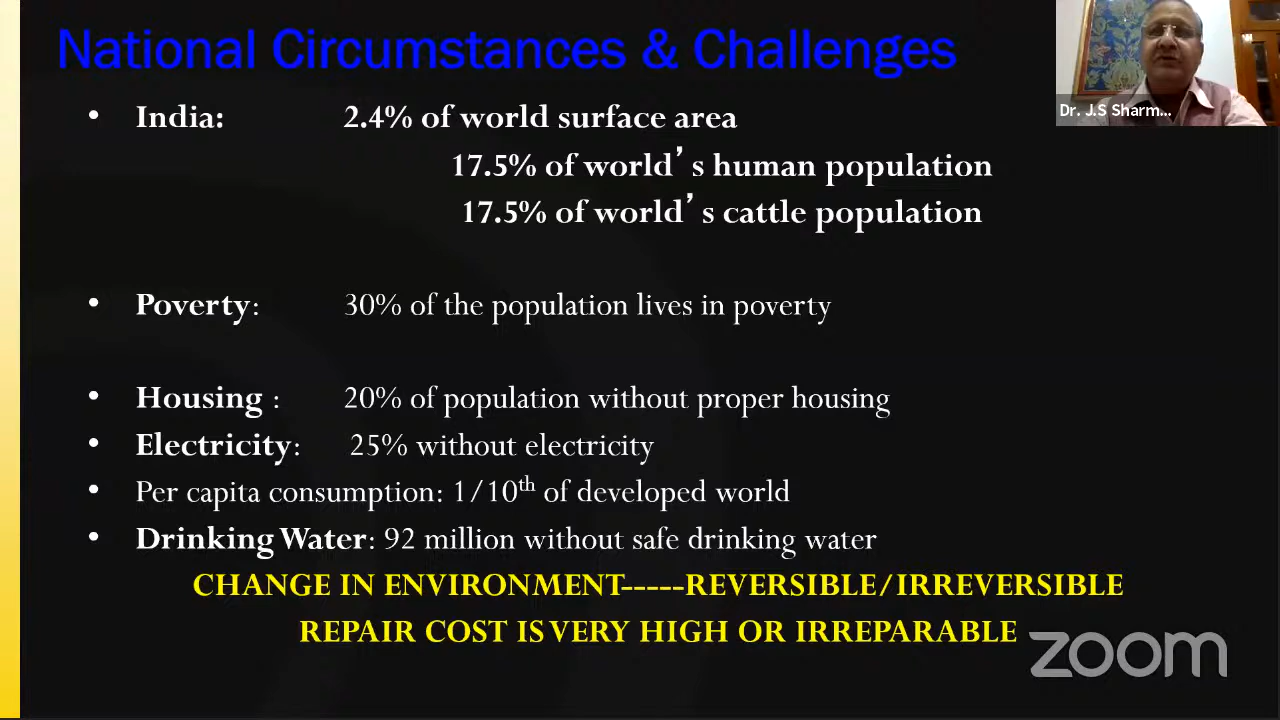 National Circumstances & Challenges
Dr. J.S Sharm...
• India: 2.4% of world surface area
17.5% of world’s human population
17.5% of world’s cattle population
• Poverty: 30% of the population lives in poverty
• Housing : 20% of population without proper housing
• Electricity: 25% without electricity
• Per capita consumption: 1/10th of developed world
• Drinking Water: 92 million without safe drinking water
CHANGE IN ENVIRONMENT-----REVERSIBLE/IRREVERSIBLE
REPAIR COST IS VERY HIGH OR IRREPARABLE
zoom